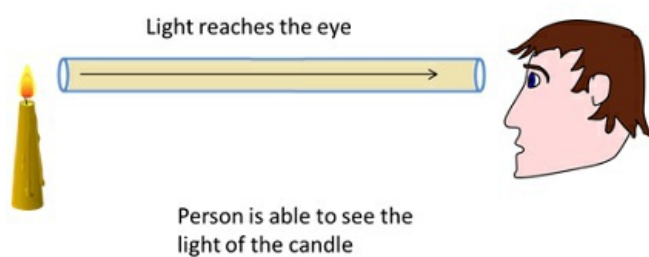 Light reaches the eye
Person is able to see the
light of the candle